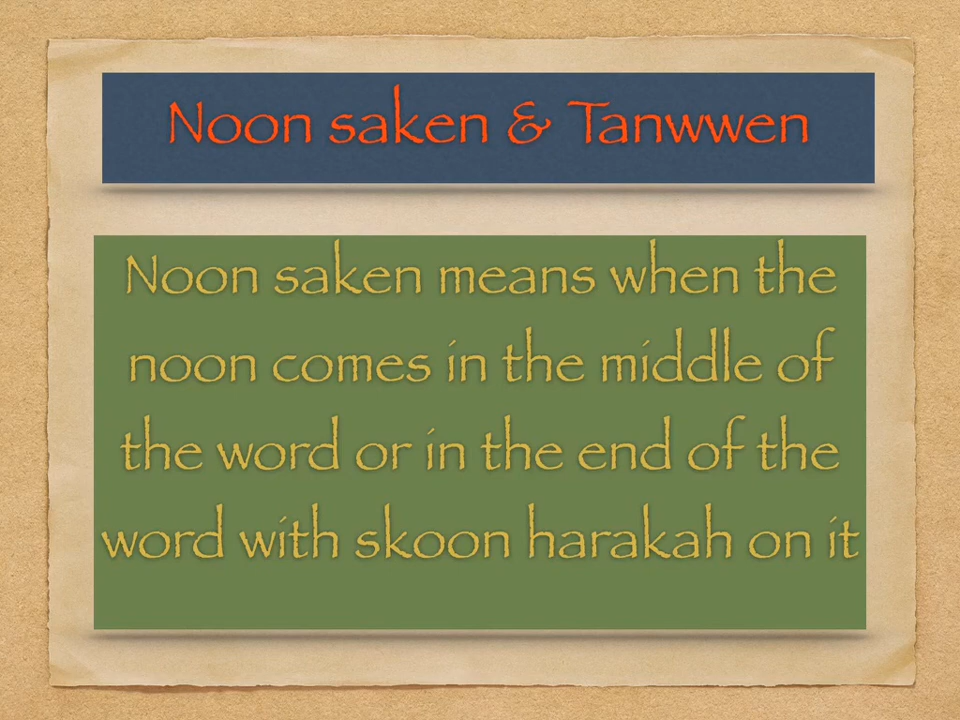 Noon saken & Tanwwen
Noon saken means when the
noon comes in the middle of
the word or in the end of the
word with skoon harakah on it